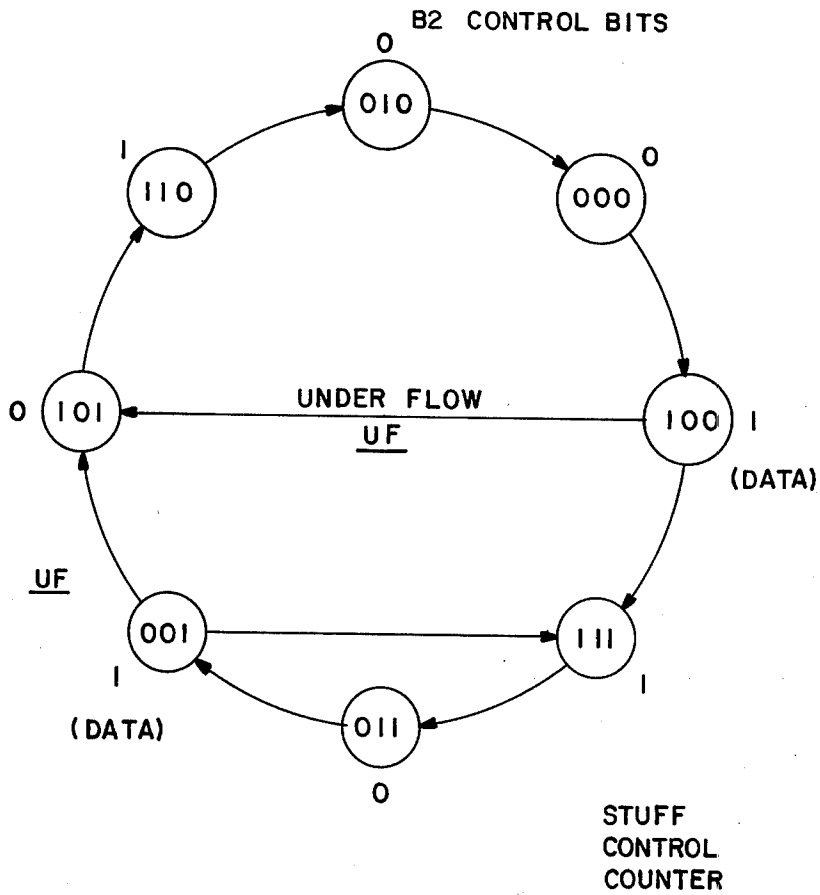 B2 CONTROL BITS
0
010
1
110
0
000
0
101
UNDER FLOW
UF
100
1
(DATA)
UF
001
1
(DATA)
111
1
011
0
STUFF
CONTROL
COUNTER